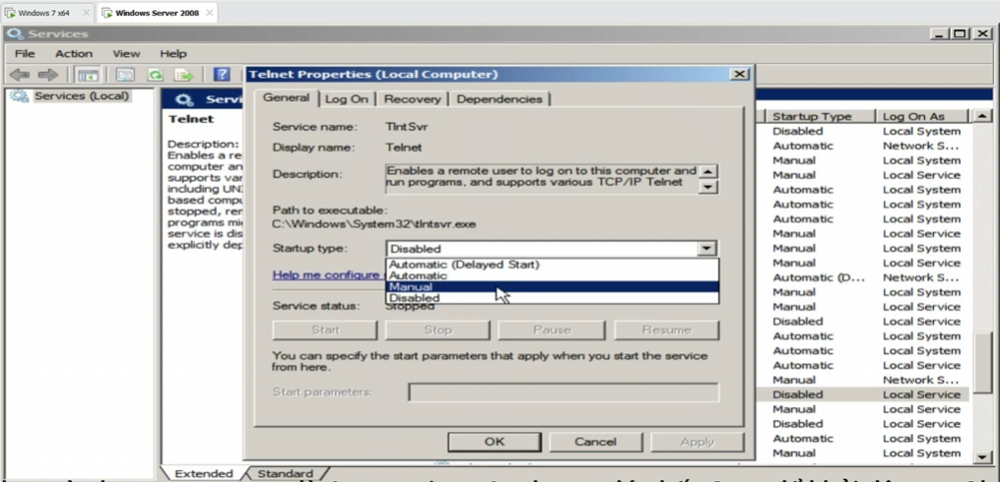 Windows 7 x64
Windows Server 2008
Services
File Action View Help
Services (Local)
Servi
Telnet
Description:
Enables a re
computer an
supports var
including UNI
based compu
stopped, rem
programs mi
service is dis
explicitly dep
Telnet Properties (Local Computer)
General Log On Recovery Dependencies
Service name: TlntSvr
Display name: Telnet
Description: Enables a remote user to log on to this computer and
run programs, and supports various TCP/IP Telnet
Path to executable:
C:\Windows\System32\tlntsvr.exe
Startup type: Disabled
Automatic (Delayed Start)
Help me configure
Automatic
Manual
Disabled
Service status: Stopped
Start Stop Pause Resume
You can specify the start parameters that apply when you start the service
from here.
Start parameters:
OK Cancel Apply
Startup Type Log On As
Disabled Local System
Automatic Network S...
Manual Local System
Manual Local Service
Automatic Local System
Automatic Local System
Automatic Local System
Manual Local Service
Manual Local System
Manual Local Service
Automatic (D... Network S...
Manual Local System
Manual Local Service
Disabled Local Service
Automatic Local System
Automatic Local Service
Automatic Local Service
Manual Network S...
Disabled Local Service
Manual Local Service
Disabled Local Service
Automatic Local System
Manual Local System
Extended Standard